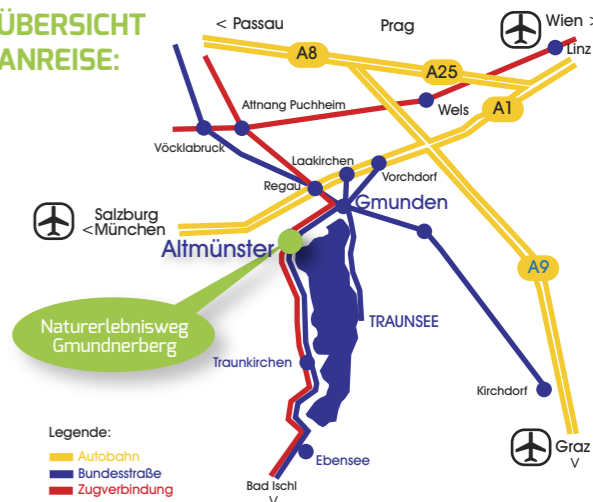 ÜBERSICHT
ANREISE:
< Passau
Prag
Wien >
Linz
A8
A25
A1
Attnang Puchheim
Wels
Vöcklabruck
Laakirchen
Vorchdorf
Regau
Gmunden
Salzburg
<München
Altmünster
A9
Naturerlebnisweg
Gmundnerberg
TRAUNSEE
Traunkirchen
Kirchdorf
Legende:
Autobahn
Bundesstraße
Zugverbindung
Ebensee
Graz
V
Bad Ischl
V